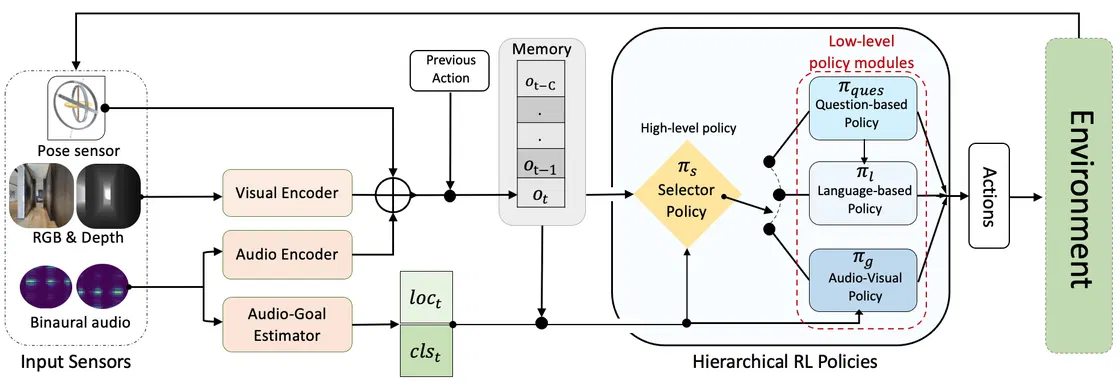 Pose sensor
RGB & Depth
Binaural audio
Input Sensors
Visual Encoder
Audio Encoder
Audio-Goal
Estimator
Previous
Action
loc_t
cls_t
Memory
o_{t−C}
.
.
o_{t−1}
o_t
High-level policy
π_s
Selector
Policy
Low-level
policy modules
π_{ques}
Question-based
Policy
π_l
Language-based
Policy
π_g
Audio-Visual
Policy
Hierarchical RL Policies
Actions
Environment